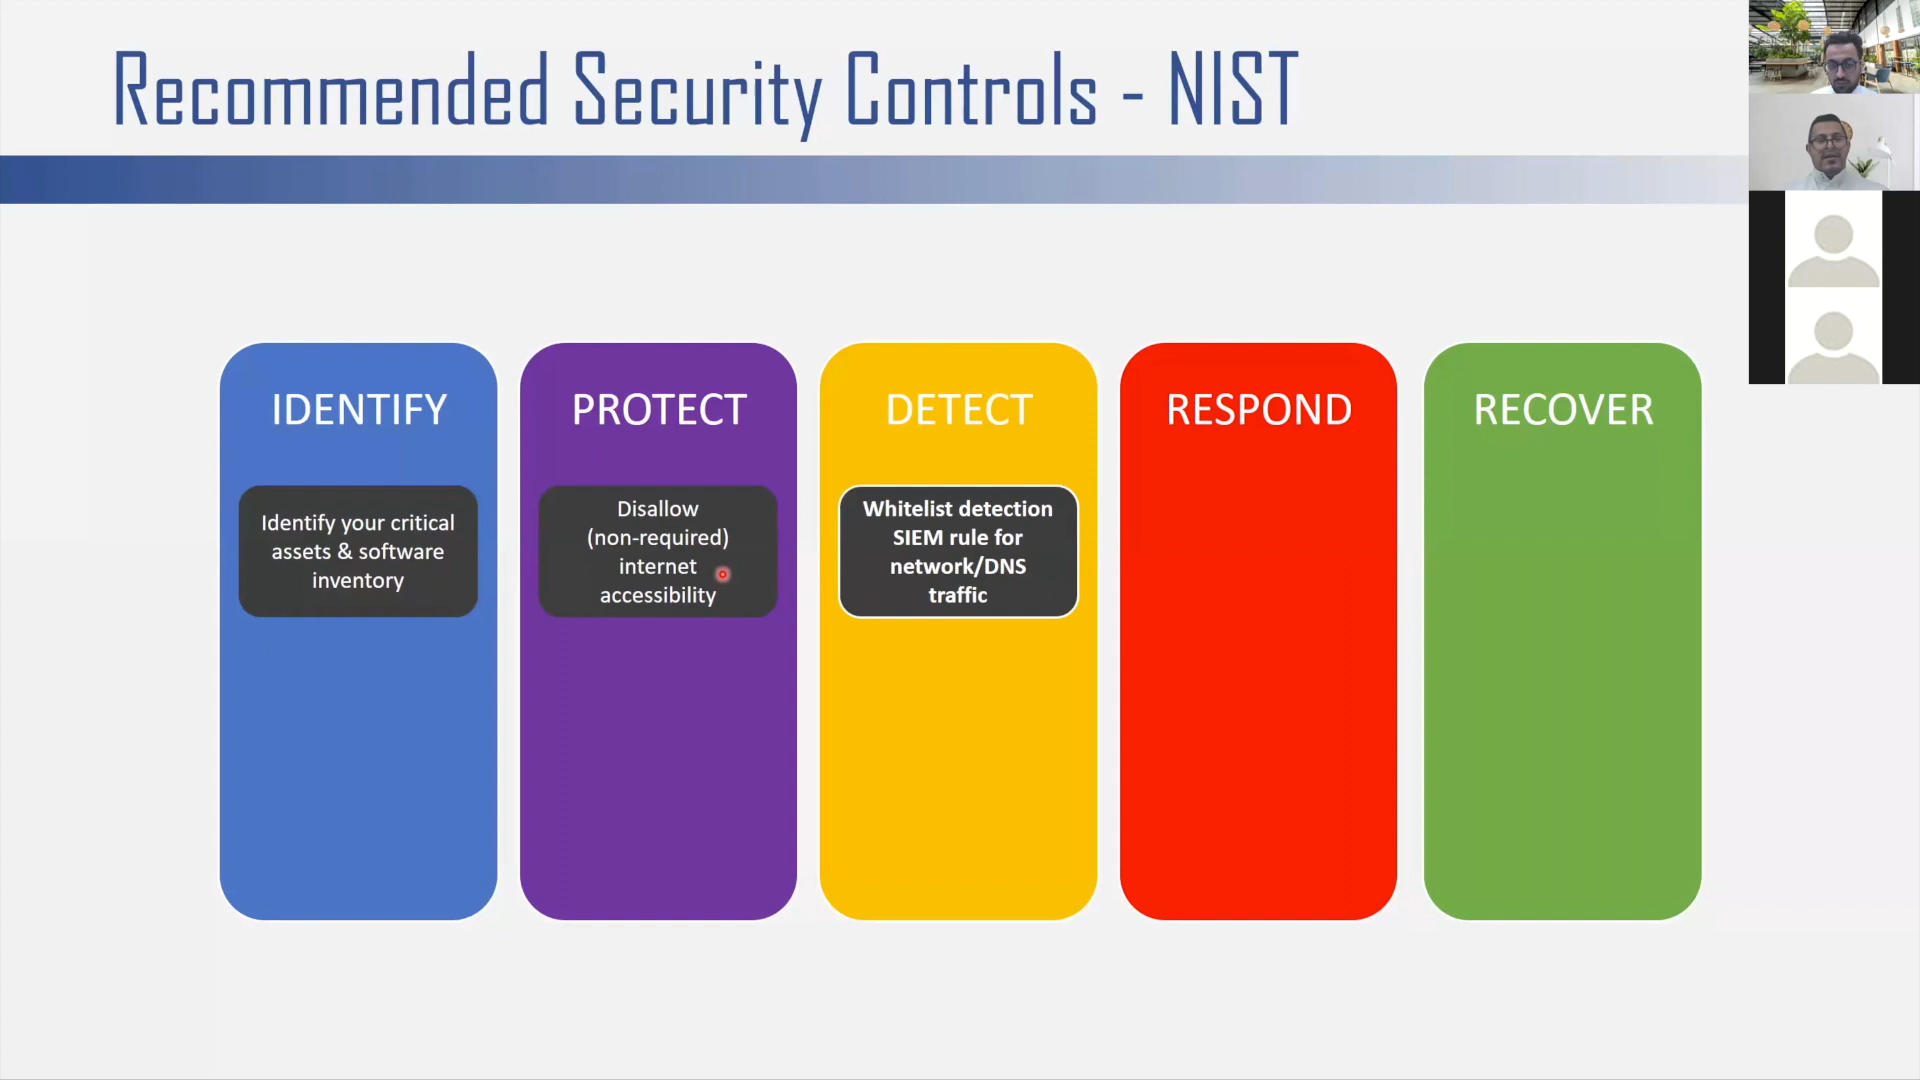 Recommended Security Controls - NIST
IDENTIFY
Identify your critical
assets & software
inventory
PROTECT
Disallow
(non-required)
internet
accessibility
DETECT
Whitelist detection
SIEM rule for
network/DNS
traffic
RESPOND
RECOVER